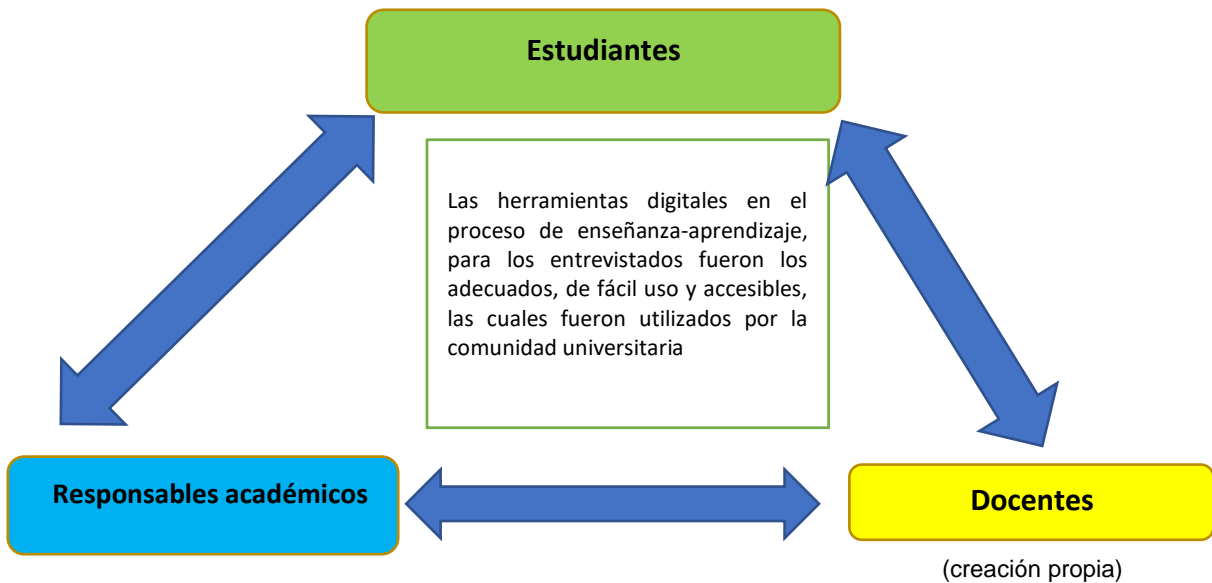 Estudiantes
Las herramientas digitales en el
proceso de enseñanza-aprendizaje,
para los entrevistados fueron los
adecuados, de fácil uso y accesibles,
las cuales fueron utilizados por la
comunidad universitaria
Responsables académicos
Docentes
(creación propia)